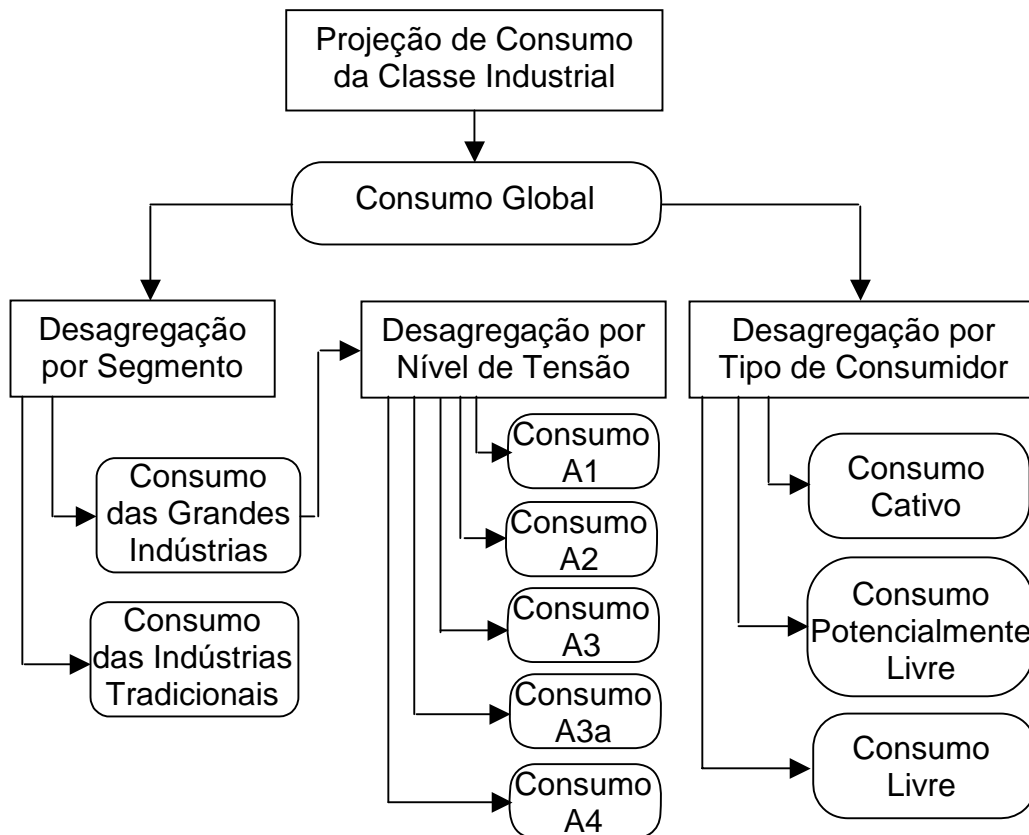 Projeção de Consumo
da Classe Industrial
Consumo Global
Desagregação
por Segmento
Desagregação por
Nível de Tensão
Desagregação por
Tipo de Consumidor
Consumo
das Grandes
Indústrias
Consumo
das Indústrias
Tradicionais
Consumo
A1
Consumo
A2
Consumo
A3
Consumo
A3a
Consumo
A4
Consumo
Cativo
Consumo
Potencialmente
Livre
Consumo
Livre